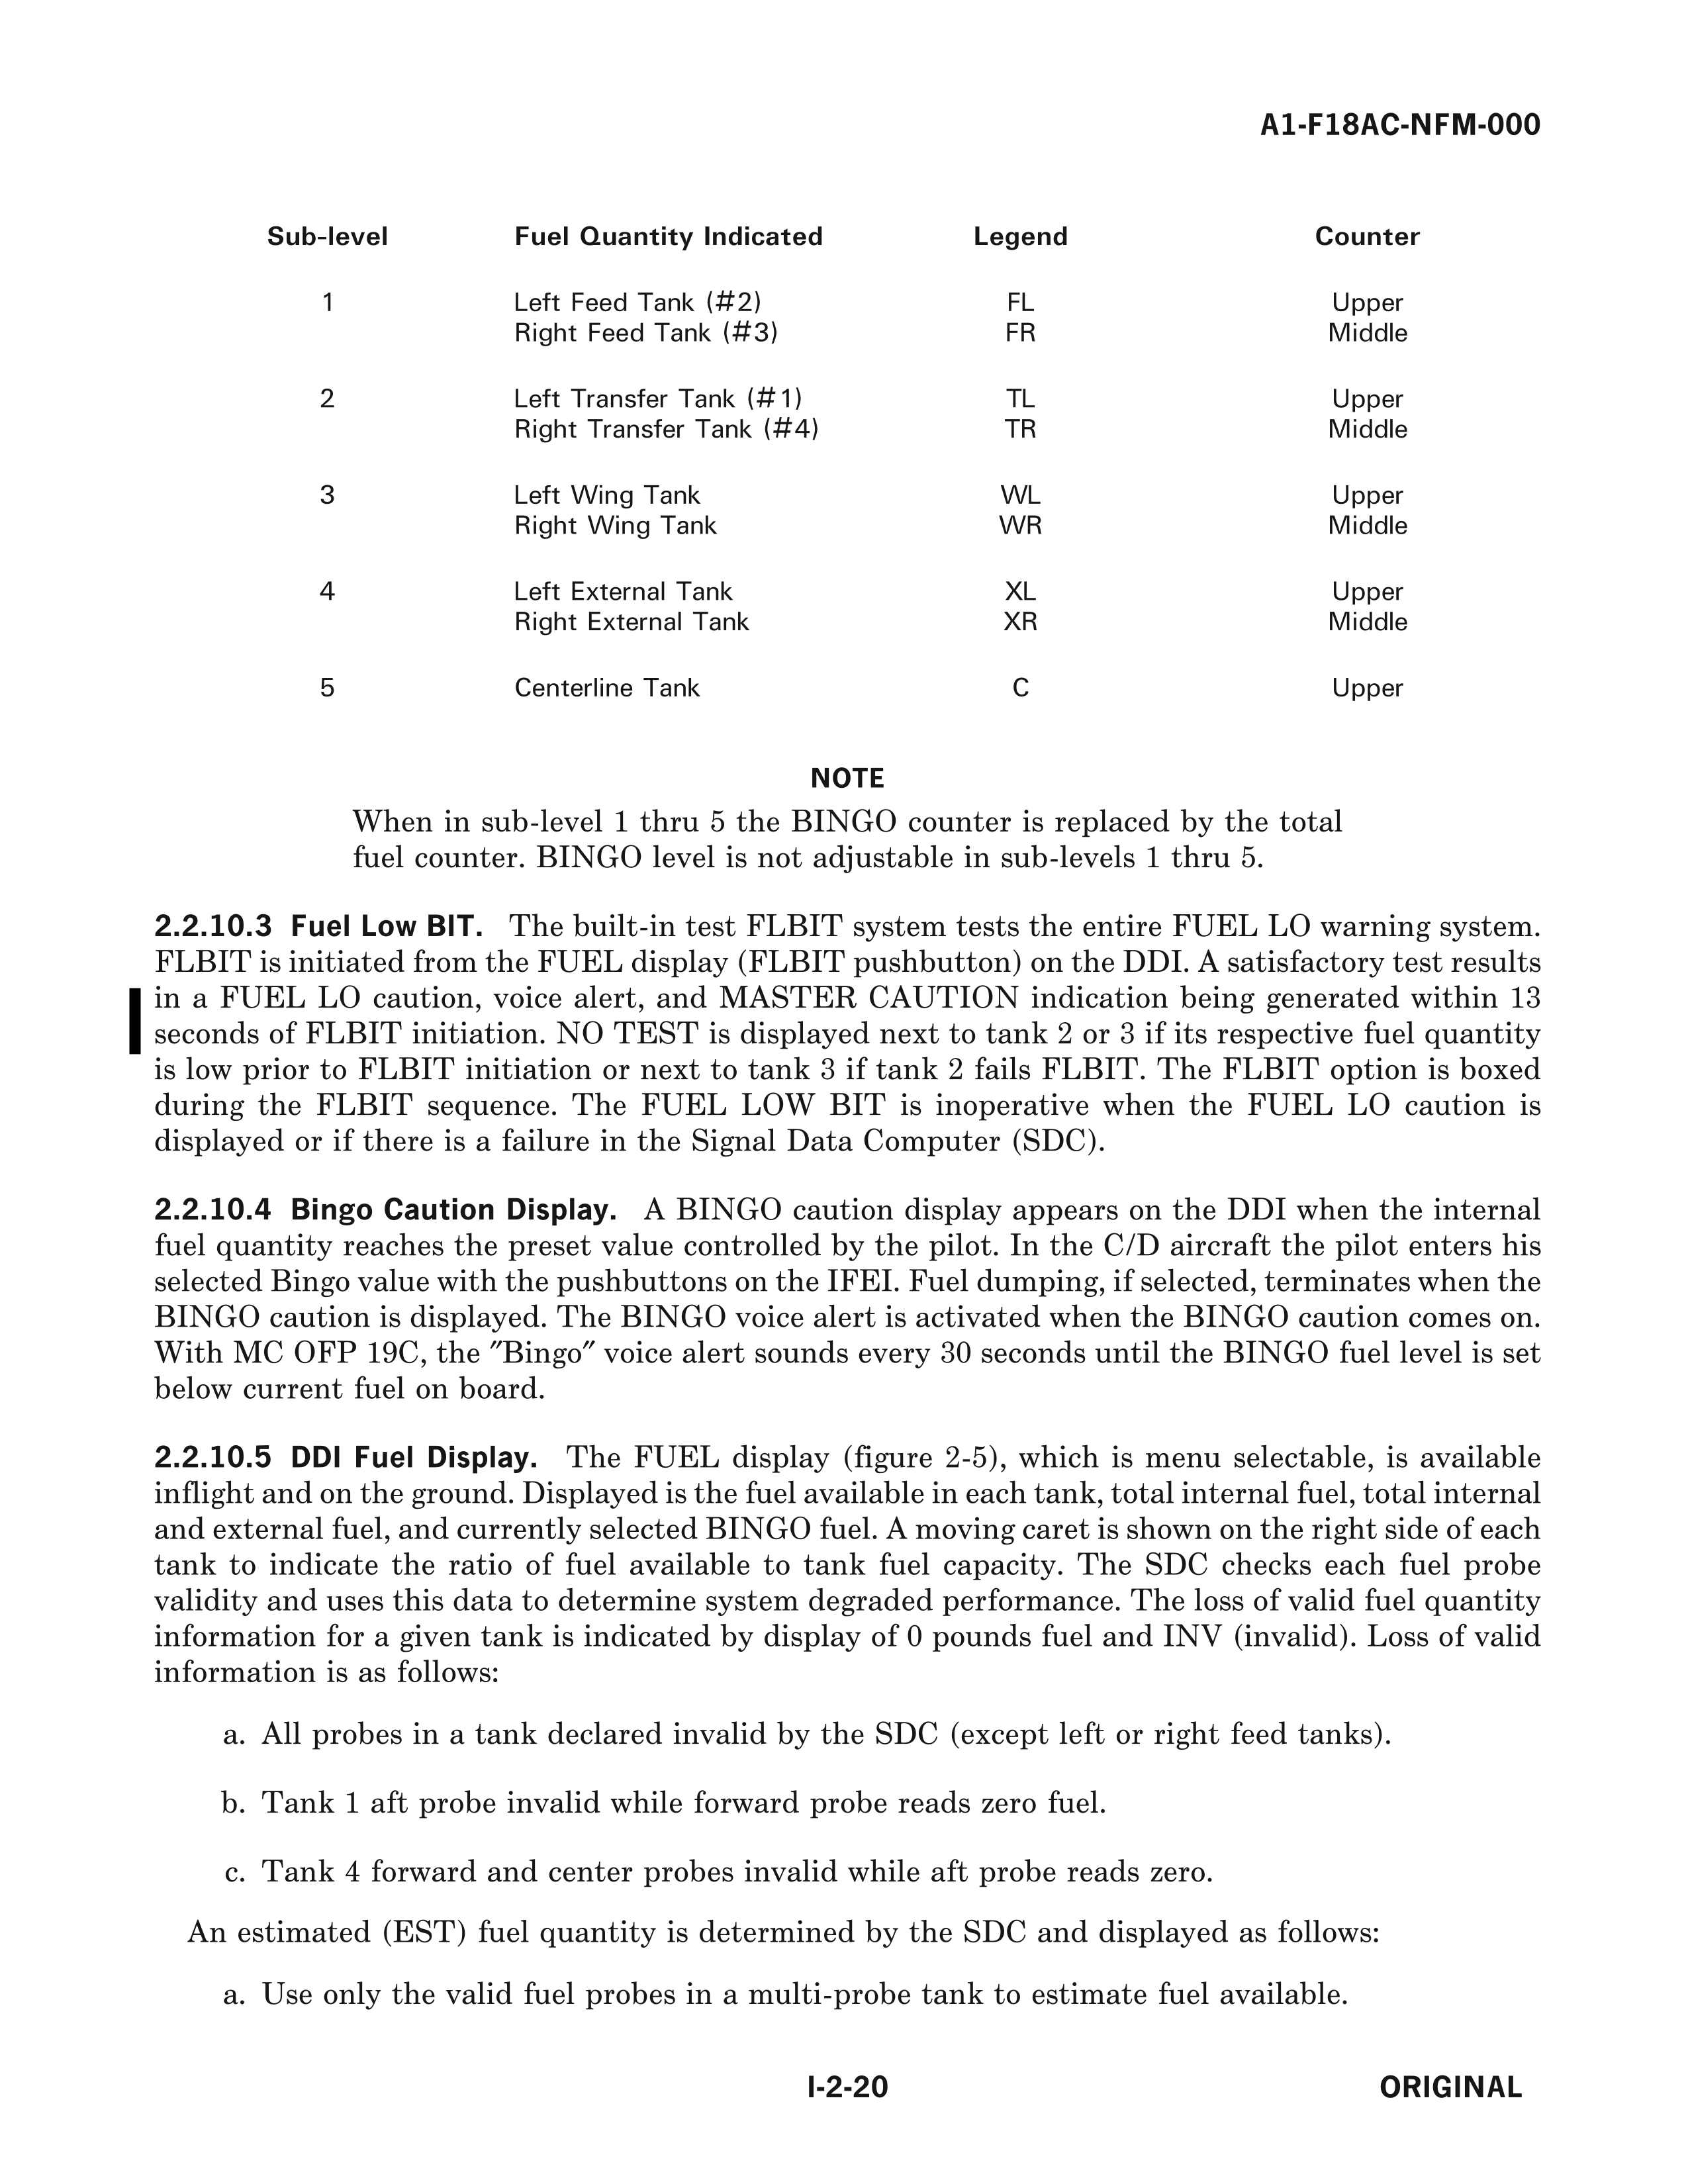 A1-F18AC-NFM-000
Sub-level Fuel Quantity Indicated Legend Counter
1 Left Feed Tank (#2) FL Upper
Right Feed Tank (#3) FR Middle
2 Left Transfer Tank (#1) TL Upper
Right Transfer Tank (#4) TR Middle
3 Left Wing Tank WL Upper
Right Wing Tank WR Middle
4 Left External Tank XL Upper
Right External Tank XR Middle
5 Centerline Tank C Upper
NOTE
When in sub-level 1 thru 5 the BINGO counter is replaced by the total
fuel counter. BINGO level is not adjustable in sub-levels 1 thru 5.
2.2.10.3 Fuel Low BIT. The built-in test FLBIT system tests the entire FUEL LO warning system.
FLBIT is initiated from the FUEL display (FLBIT pushbutton) on the DDI. A satisfactory test results
in a FUEL LO caution, voice alert, and MASTER CAUTION indication being generated within 13
seconds of FLBIT initiation. NO TEST is displayed next to tank 2 or 3 if its respective fuel quantity
is low prior to FLBIT initiation or next to tank 3 if tank 2 fails FLBIT. The FLBIT option is boxed
during the FLBIT sequence. The FUEL LOW BIT is inoperative when the FUEL LO caution is
displayed or if there is a failure in the Signal Data Computer (SDC).
2.2.10.4 Bingo Caution Display. A BINGO caution display appears on the DDI when the internal
fuel quantity reaches the preset value controlled by the pilot. In the C/D aircraft the pilot enters his
selected Bingo value with the pushbuttons on the IFEI. Fuel dumping, if selected, terminates when the
BINGO caution is displayed. The BINGO voice alert is activated when the BINGO caution comes on.
With MC OFP 19C, the ″Bingo″ voice alert sounds every 30 seconds until the BINGO fuel level is set
below current fuel on board.
2.2.10.5 DDI Fuel Display. The FUEL display (figure 2-5), which is menu selectable, is available
inflight and on the ground. Displayed is the fuel available in each tank, total internal fuel, total internal
and external fuel, and currently selected BINGO fuel. A moving caret is shown on the right side of each
tank to indicate the ratio of fuel available to tank fuel capacity. The SDC checks each fuel probe
validity and uses this data to determine system degraded performance. The loss of valid fuel quantity
information for a given tank is indicated by display of 0 pounds fuel and INV (invalid). Loss of valid
information is as follows:
a. All probes in a tank declared invalid by the SDC (except left or right feed tanks).
b. Tank 1 aft probe invalid while forward probe reads zero fuel.
c. Tank 4 forward and center probes invalid while aft probe reads zero.
An estimated (EST) fuel quantity is determined by the SDC and displayed as follows:
a. Use only the valid fuel probes in a multi-probe tank to estimate fuel available.
I-2-20 ORIGINAL